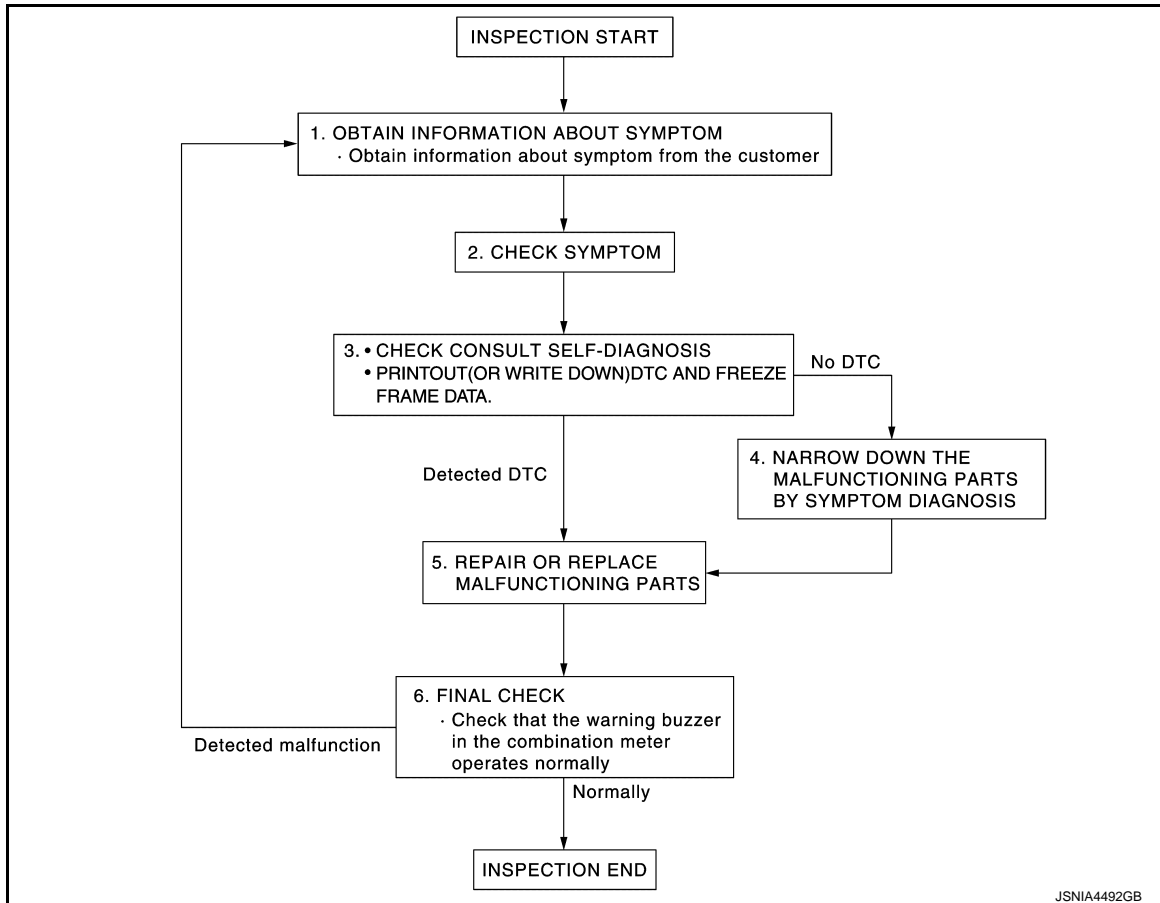 INSPECTION START
1. OBTAIN INFORMATION ABOUT SYMPTOM
· Obtain information about symptom from the customer
2. CHECK SYMPTOM
3. • CHECK CONSULT SELF-DIAGNOSIS
• PRINTOUT(OR WRITE DOWN)DTC AND FREEZE
FRAME DATA.
No DTC
Detected DTC
4. NARROW DOWN THE
MALFUNCTIONING PARTS
BY SYMPTOM DIAGNOSIS
5. REPAIR OR REPLACE
MALFUNCTIONING PARTS
6. FINAL CHECK
· Check that the warning buzzer
in the combination meter
operates normally
Detected malfunction
Normally
INSPECTION END
JSNIA4492GB